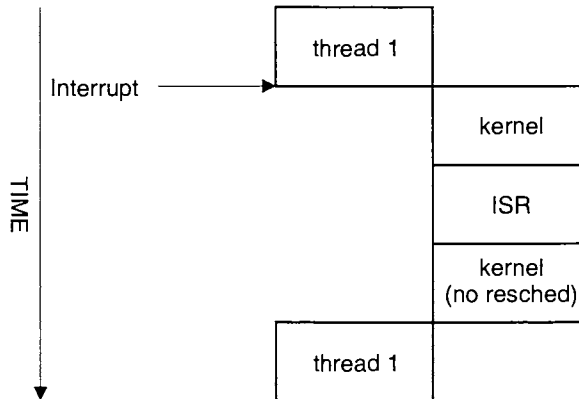 thread 1
Interrupt
kernel
TIME
ISR
kernel
(no resched)
thread 1